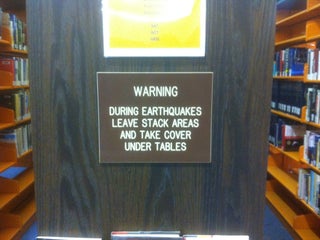 WARNING
DURING EARTHQUAKES
LEAVE STACK AREAS
AND TAKE COVER
UNDER TABLES